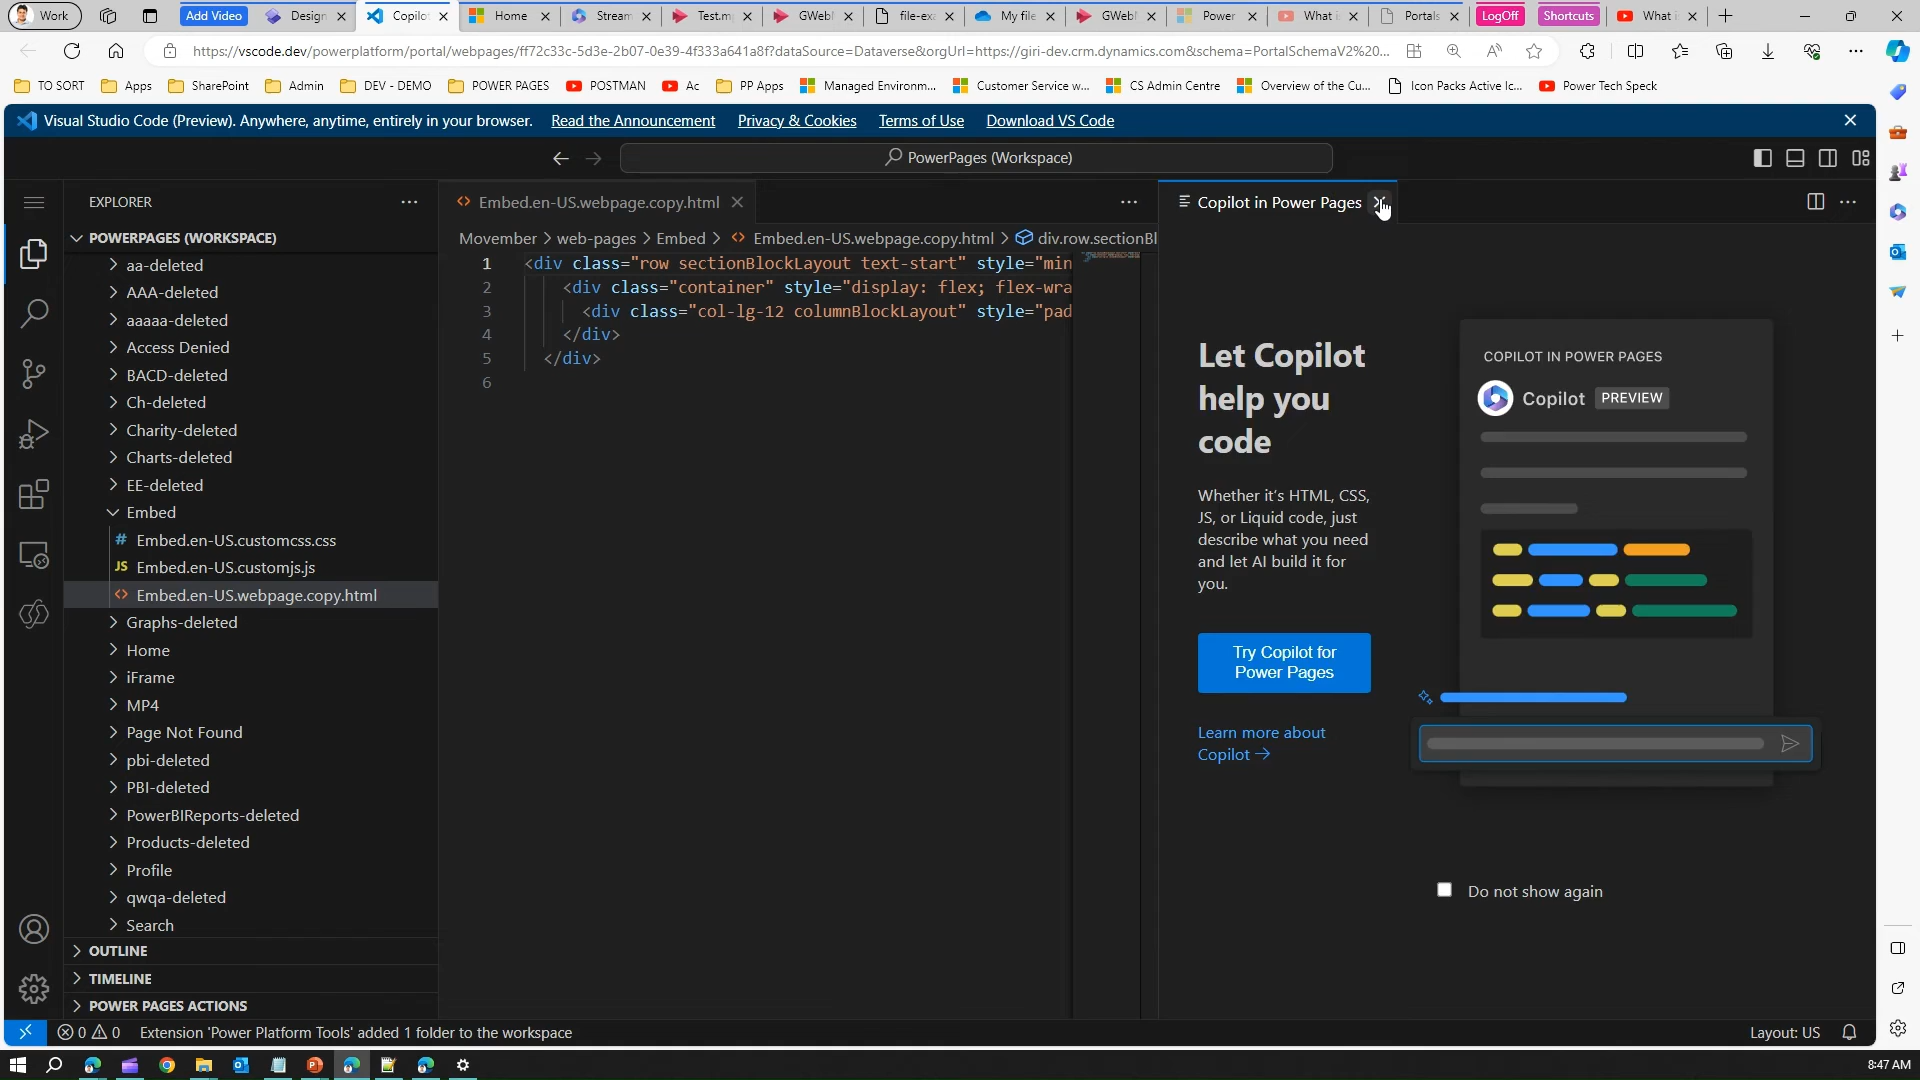 Work
Add Video
Design
Copilo
Home
Stream
Test.m
GWebl
file-ex
My file
GWebl
Power
What i
Portals
LogOff
Shortcuts
What i
https://vscode.dev/powerplatform/portal/webpages/ff72c33c-5d3e-2b07-0e39-4f333a641a8f?dataSource=Dataverse&orgUrl=https://giri-dev.crm.dynamics.com&schema=PortalSchemaV2%20...
TO SORT
Apps
SharePoint
Admin
DEV - DEMO
POWER PAGES
POSTMAN
Ac
PP Apps
Managed Environm...
Customer Service w...
CS Admin Centre
Overview of the Cu...
Icon Packs Active Ic...
Power Tech Speck
Visual Studio Code (Preview). Anywhere, anytime, entirely in your browser. Read the Announcement Privacy & Cookies Terms of Use Download VS Code
PowerPages (Workspace)
EXPLORER
POWERPAGES (WORKSPACE)
aa-deleted
AAA-deleted
aaaaa-deleted
Access Denied
BACD-deleted
Ch-deleted
Charity-deleted
Charts-deleted
EE-deleted
Embed
# Embed.en-US.customcss.css
JS Embed.en-US.customjs.js
<> Embed.en-US.webpage.copy.html
Graphs-deleted
Home
iFrame
MP4
Page Not Found
pbi-deleted
PBI-deleted
PowerBIReports-deleted
Products-deleted
Profile
qwqa-deleted
Search
OUTLINE
TIMELINE
POWER PAGES ACTIONS
<> Embed.en-US.webpage.copy.html
Movember > web-pages > Embed > <> Embed.en-US.webpage.copy.html > div.row.sectionBl
1 <div class="row sectionBlockLayout text-start" style="min
2 <div class="container" style="display: flex; flex-wra
3 <div class="col-lg-12 columnBlockLayout" style="pad
4 </div>
5 </div>
6
Copilot in Power Pages
Let Copilot
help you
code
Whether it's HTML, CSS,
JS, or Liquid code, just
describe what you need
and let AI build it for
you.
Try Copilot for
Power Pages
Learn more about
Copilot →
COPILOT IN POWER PAGES
Copilot PREVIEW
Do not show again
0 0 Extension 'Power Platform Tools' added 1 folder to the workspace
Layout: US
8:47 AM